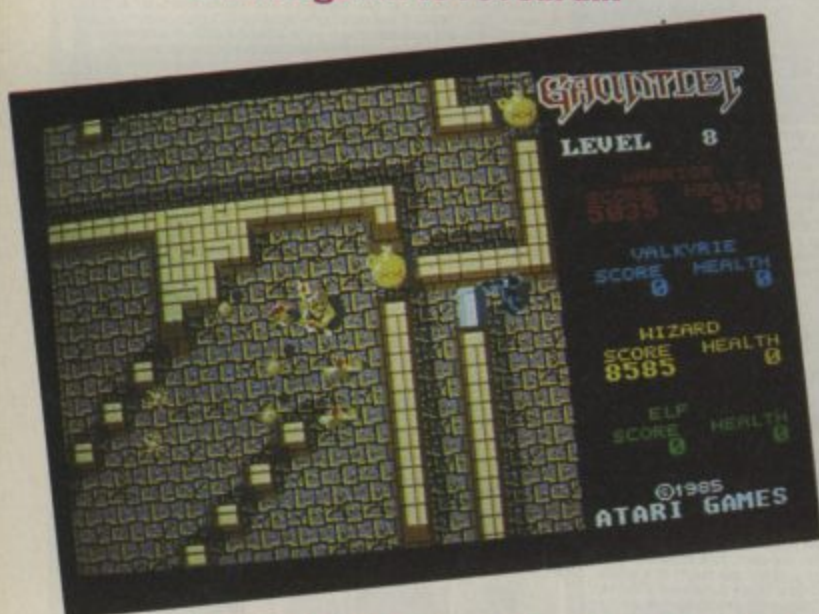 GAUNTLET
LEVEL 8
WARRIOR
SCORE HEALTH
5035 570
VALKYRIE
SCORE HEALTH
0 0
WIZARD
SCORE HEALTH
8585 0
ELF
SCORE HEALTH
0 0
©1985
ATARI GAMES